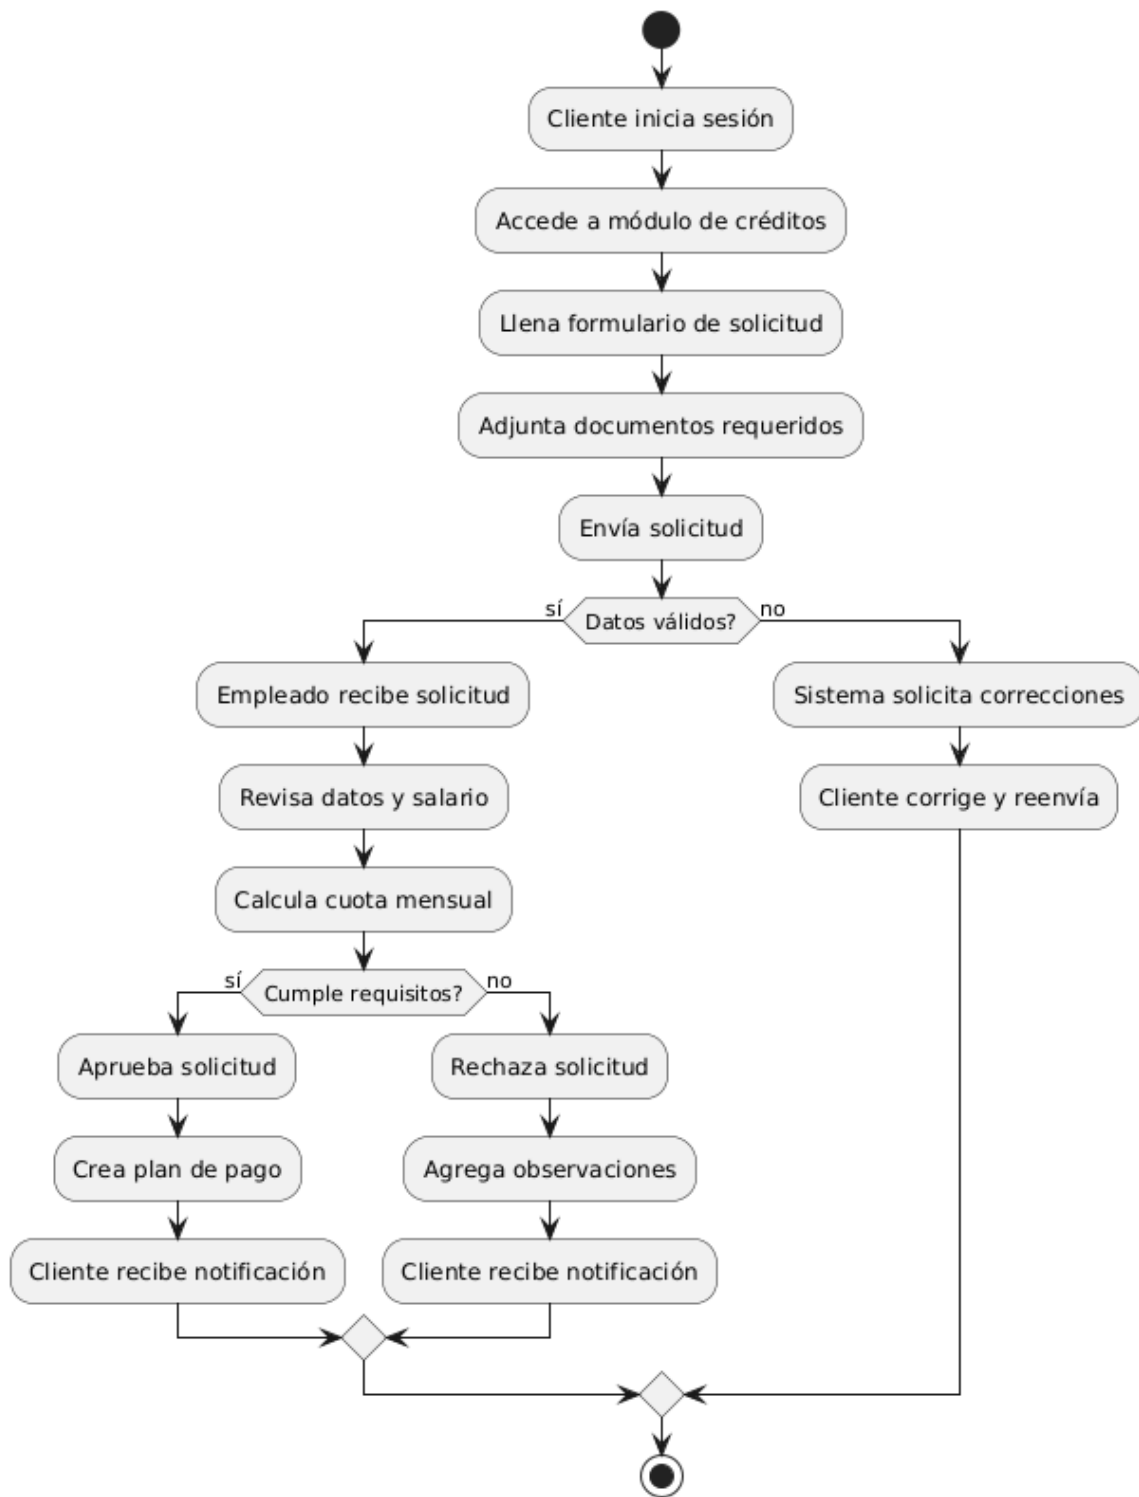 Cliente inicia sesión
Accede a módulo de créditos
Llena formulario de solicitud
Adjunta documentos requeridos
Envía solicitud
sí
Datos válidos?
no
Empleado recibe solicitud
Sistema solicita correcciones
Revisa datos y salario
Cliente corrige y reenvía
Calcula cuota mensual
sí
Cumple requisitos?
no
Aprueba solicitud
Rechaza solicitud
Crea plan de pago
Agrega observaciones
Cliente recibe notificación
Cliente recibe notificación